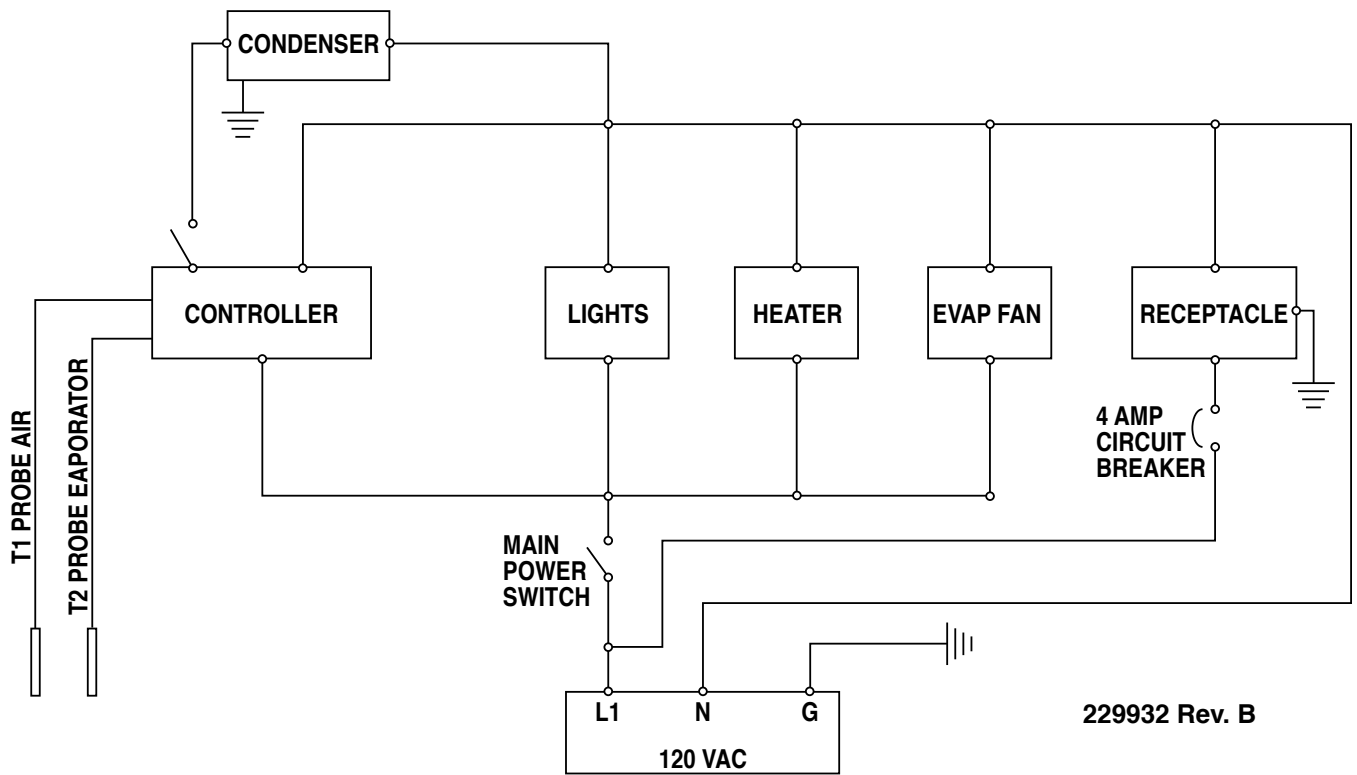 CONDENSER
CONTROLLER
LIGHTS
HEATER
EVAP FAN
RECEPTACLE
T1 PROBE AIR
T2 PROBE EAPORATOR
4 AMP
CIRCUIT
BREAKER
MAIN
POWER
SWITCH
L1 N G
120 VAC
229932 Rev. B